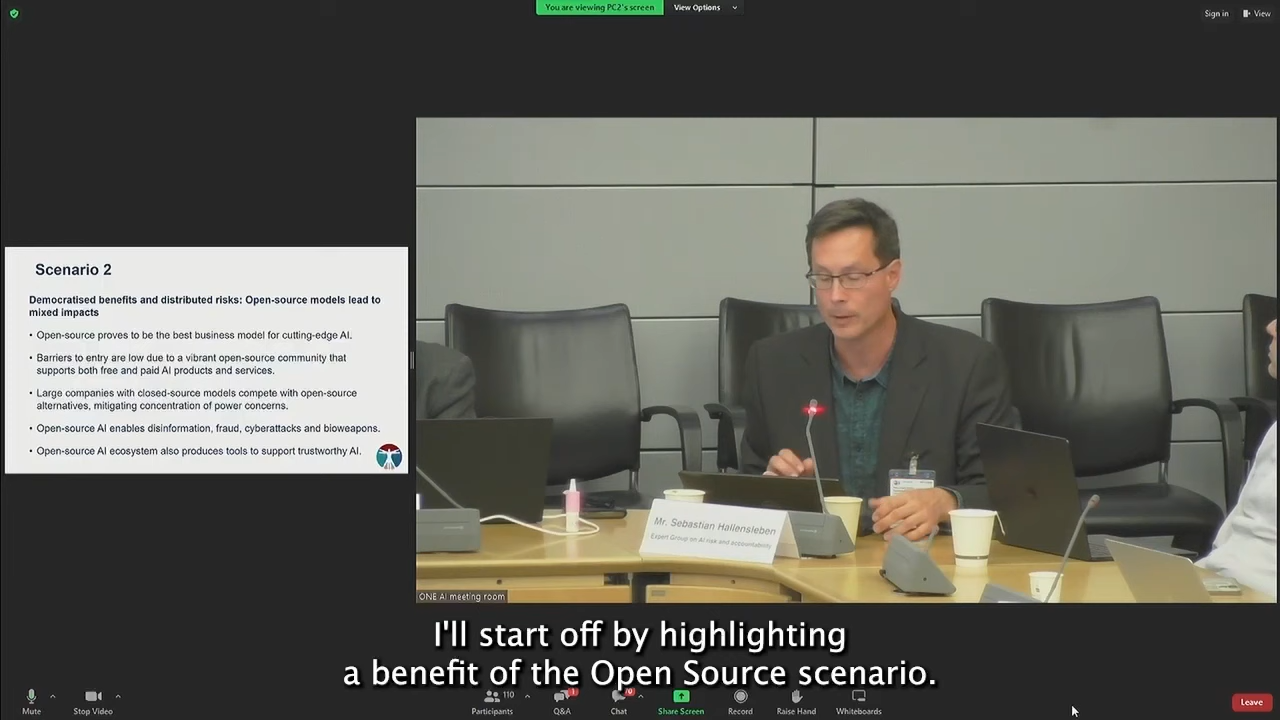 You are viewing PC2's screen
View Options
Sign in
View
Scenario 2
Democratised benefits and distributed risks: Open-source models lead to
mixed impacts
• Open-source proves to be the best business model for cutting-edge AI.
• Barriers to entry are low due to a vibrant open-source community that
supports both free and paid AI products and services.
• Large companies with closed-source models compete with open-source
alternatives, mitigating concentration of power concerns.
• Open-source AI enables disinformation, fraud, cyberattacks and bioweapons.
• Open-source AI ecosystem also produces tools to support trustworthy AI.
Mr. Sebastian Hallensleben
Expert Group on AI risk and accountability
ONE AI meeting room
I'll start off by highlighting
a benefit of the Open Source scenario.
Mute
Stop Video
110
Participants
1
Q&A
Chat
Share Screen
Record
Raise Hand
Whiteboards
Leave